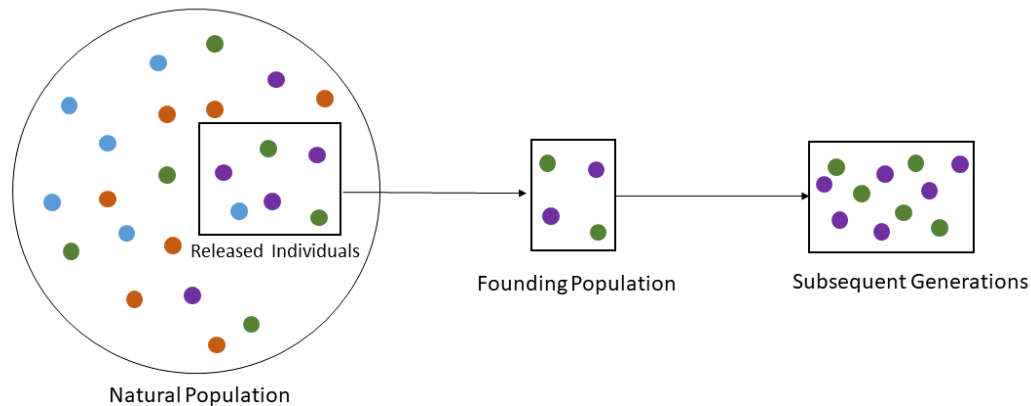 Released Individuals
Founding Population
Subsequent Generations
Natural Population